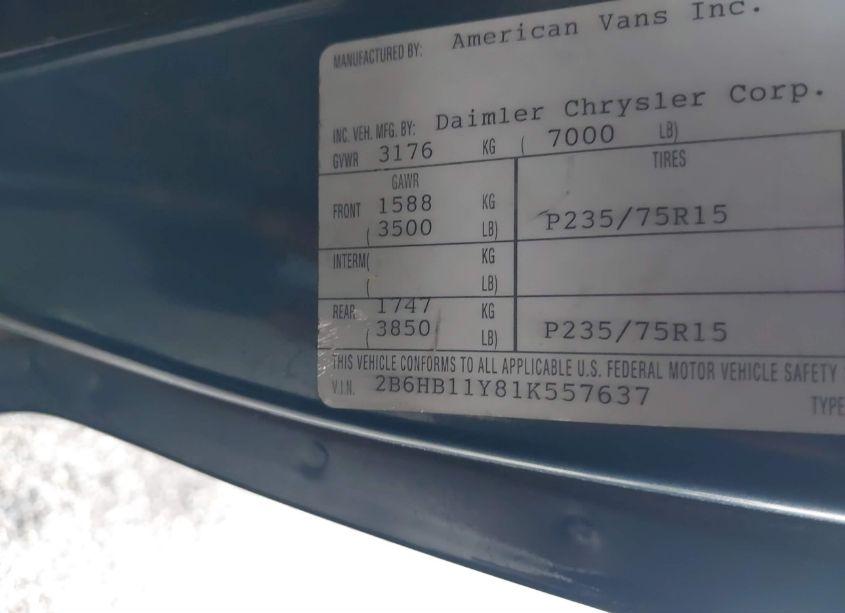 MANUFACTURED BY: American Vans Inc.
INC. VEH. MFG. BY: Daimler Chrysler Corp.
GVWR 3176 KG ( 7000 LB)
GAWR TIRES
FRONT 1588 KG
( 3500 LB) P235/75R15
INTERM( KG
( LB)
REAR 1747 KG
( 3850 LB) P235/75R15
THIS VEHICLE CONFORMS TO ALL APPLICABLE U.S. FEDERAL MOTOR VEHICLE SAFETY
V.I.N. 2B6HB11Y81K557637 TYPE